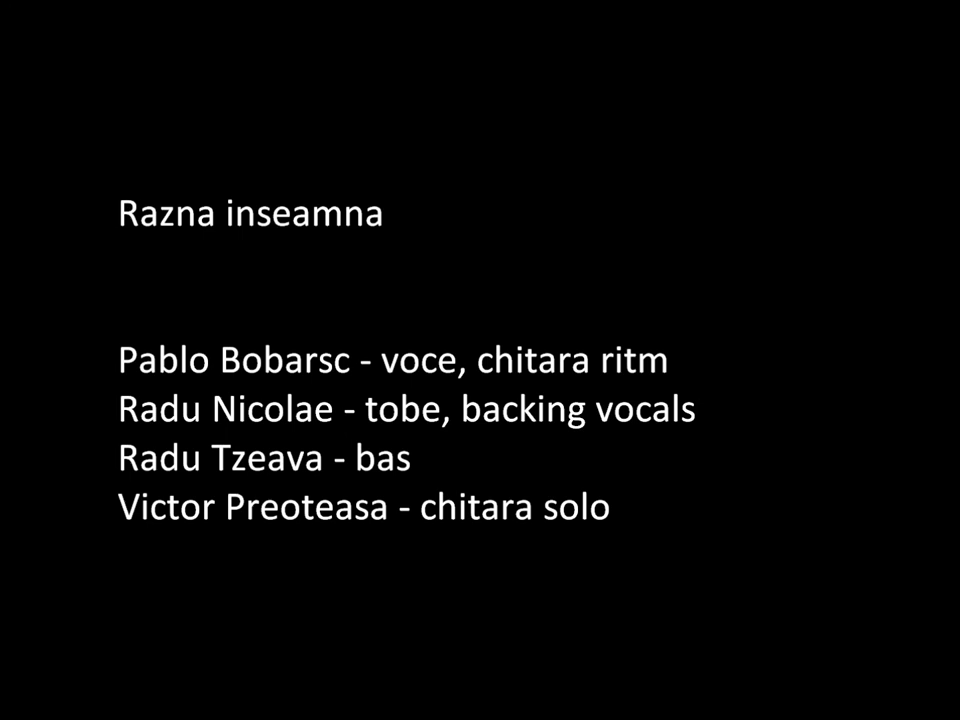 Razna inseamna
Pablo Bobarsc - voce, chitara ritm
Radu Nicolae - tobe, backing vocals
Radu Tzeava - bas
Victor Preoteasa - chitara solo